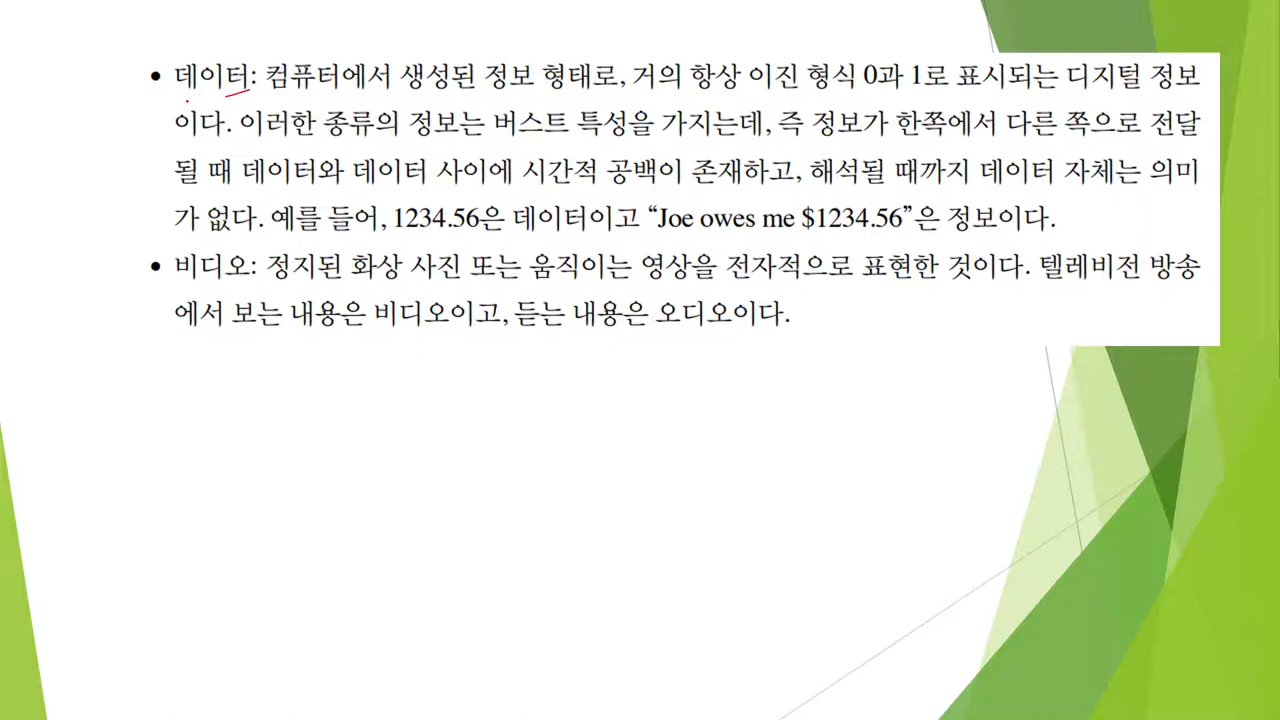 • 데이터: 컴퓨터에서 생성된 정보 형태로, 거의 항상 이진 형식 0과 1로 표시되는 디지털 정보
이다. 이러한 종류의 정보는 버스트 특성을 가지는데, 즉 정보가 한쪽에서 다른 쪽으로 전달
될 때 데이터와 데이터 사이에 시간적 공백이 존재하고, 해석될 때까지 데이터 자체는 의미
가 없다. 예를 들어, 1234.56은 데이터이고 “Joe owes me $1234.56”은 정보이다.
• 비디오: 정지된 화상 사진 또는 움직이는 영상을 전자적으로 표현한 것이다. 텔레비전 방송
에서 보는 내용은 비디오이고, 듣는 내용은 오디오이다.